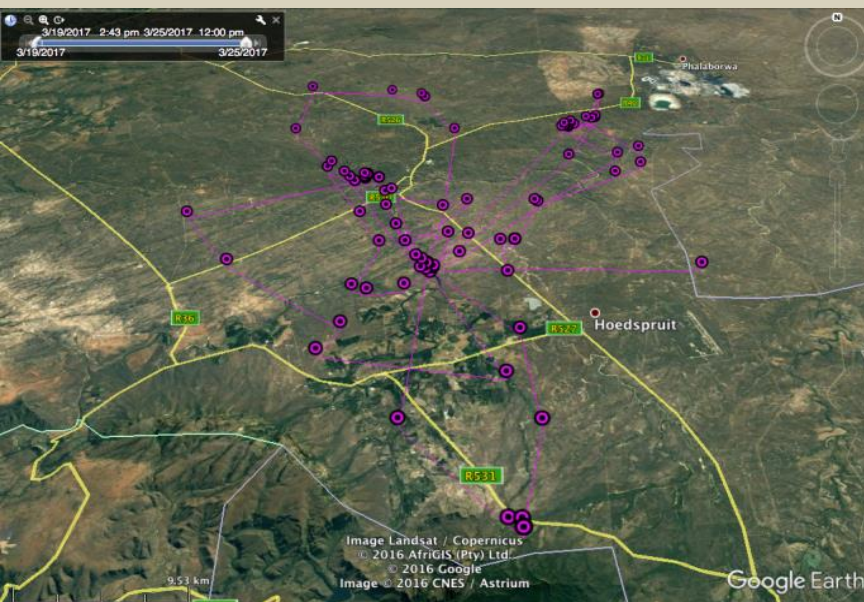 3/19/2017 2:43 pm 3/25/2017 12:00 pm
3/19/2017
3/25/2017
N
R71
Phalaborwa
R40
R526
R36
R527
Hoedspruit
R531
Image Landsat / Copernicus
© 2016 AfriGIS (Pty) Ltd.
© 2016 Google
Image © 2016 CNES / Astrium
9.53 km
Google Earth